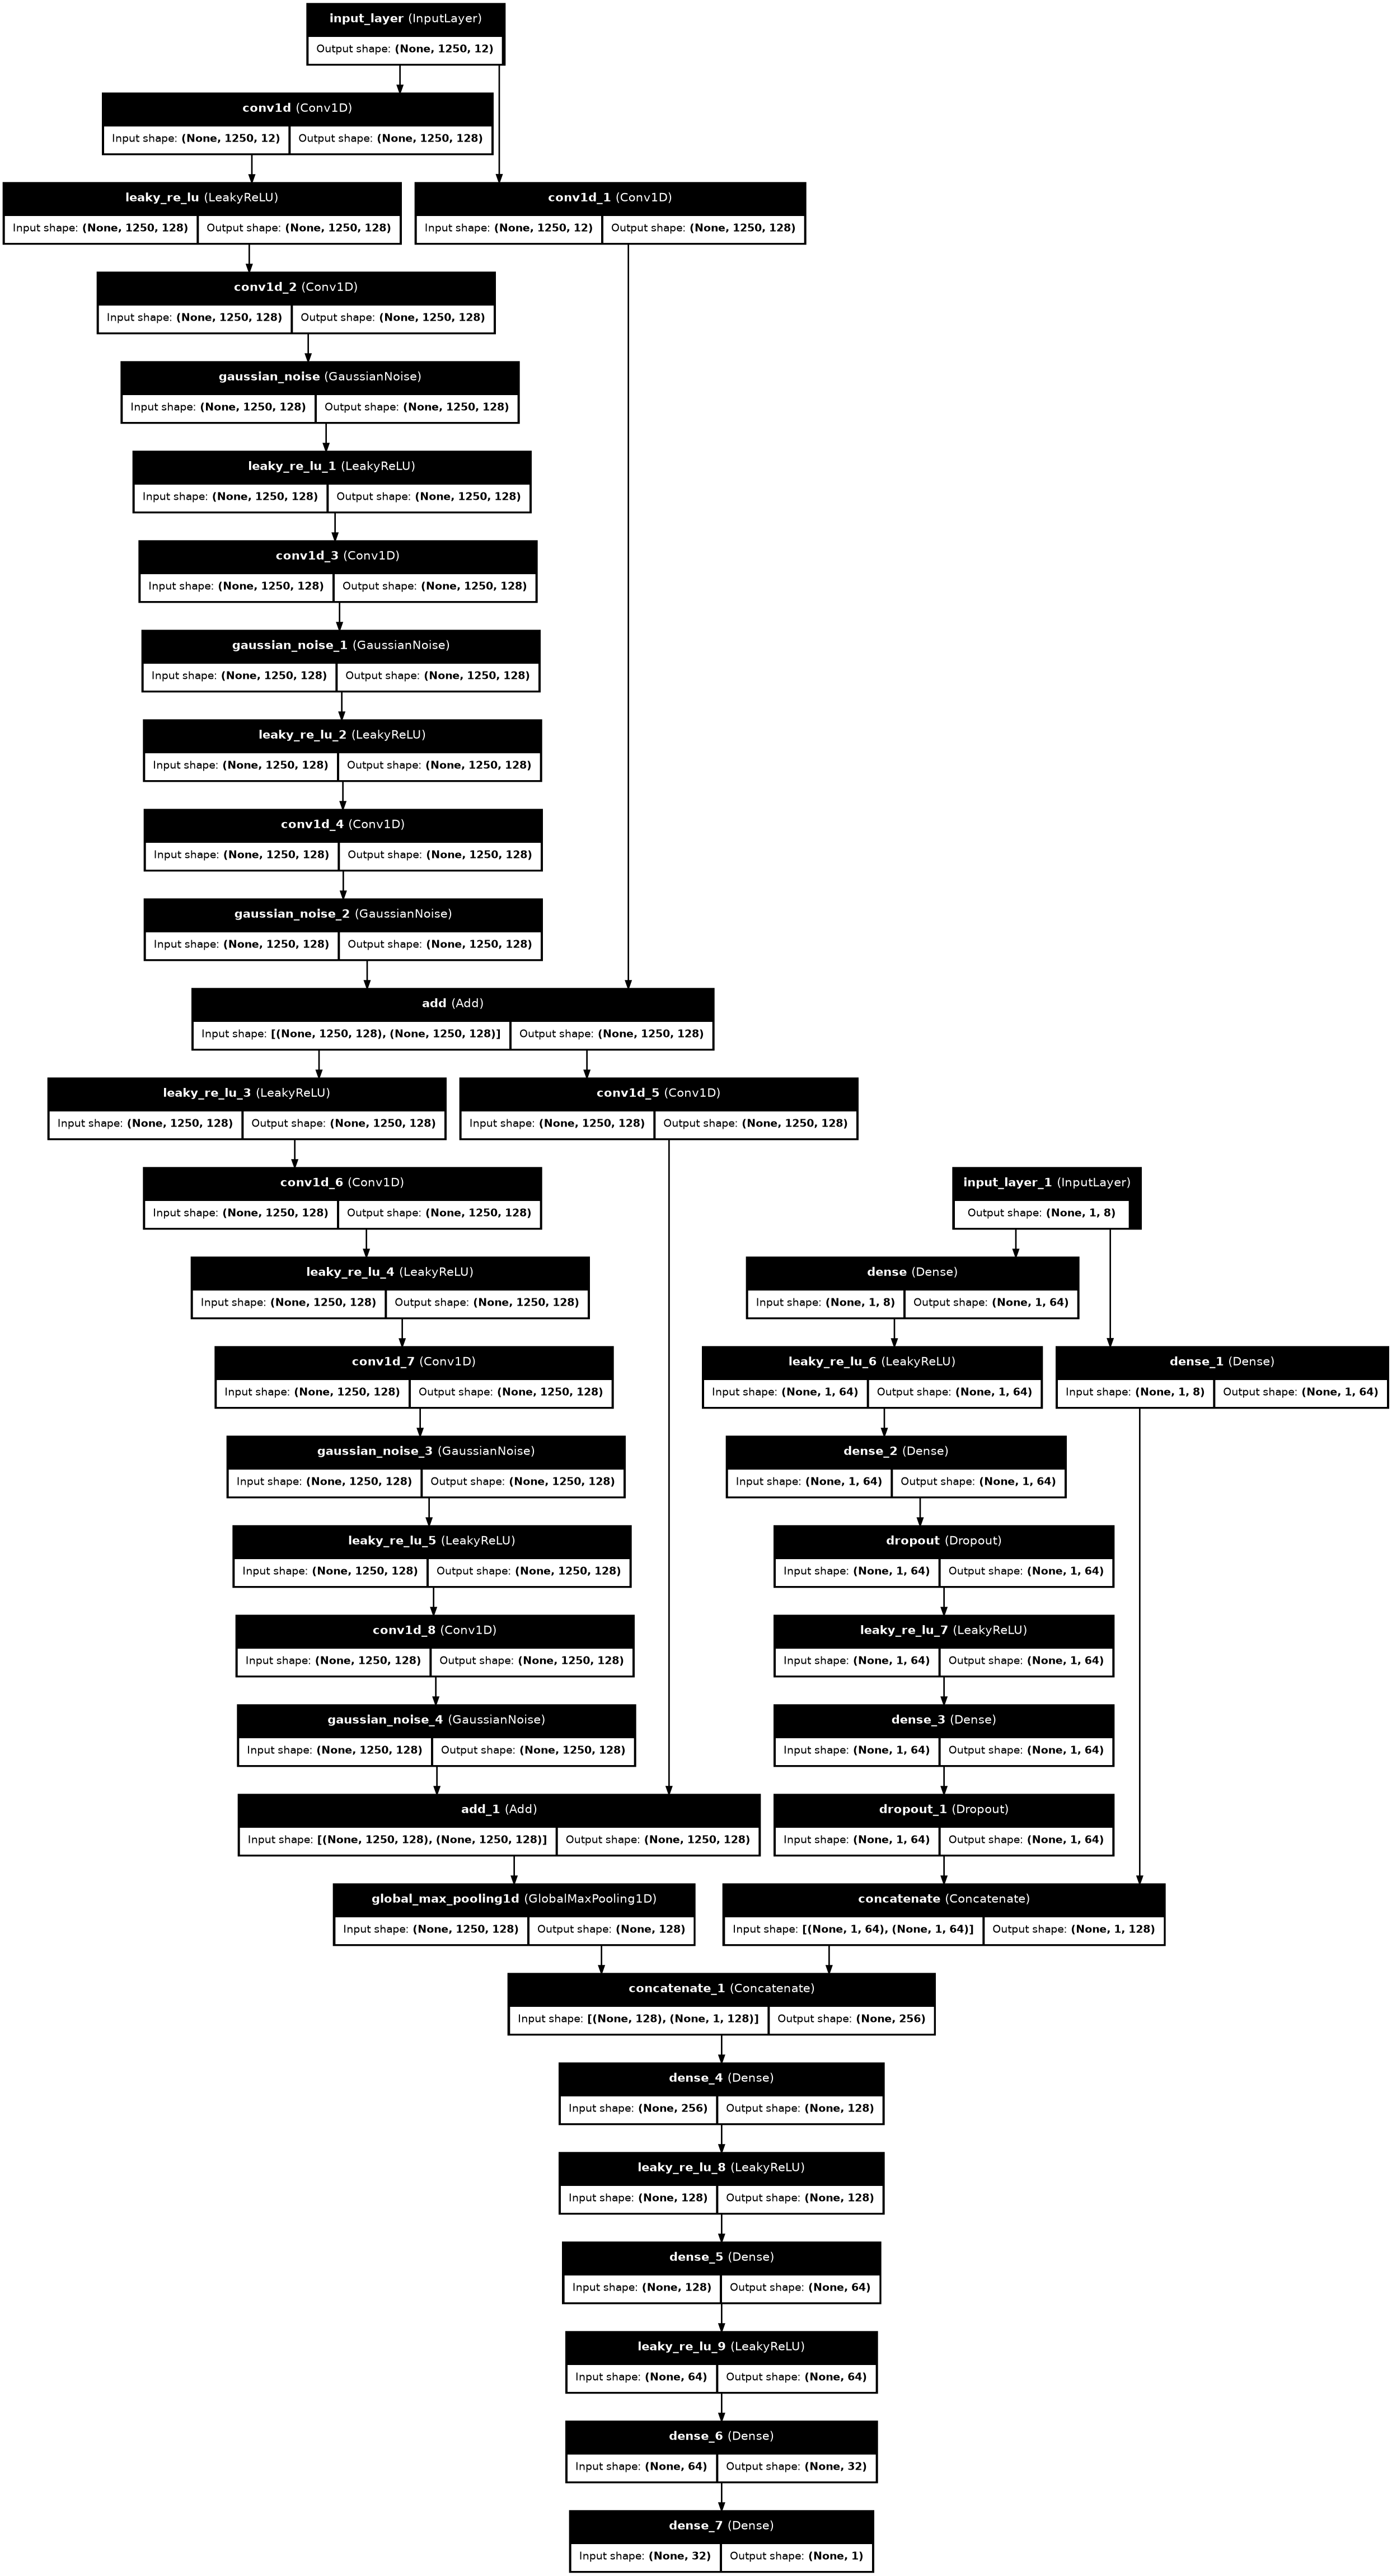 input_layer (InputLayer)
Output shape: (None, 1250, 12)
conv1d (Conv1D)
Input shape: (None, 1250, 12) Output shape: (None, 1250, 128)
leaky_re_lu (LeakyReLU)
Input shape: (None, 1250, 128) Output shape: (None, 1250, 128)
conv1d_1 (Conv1D)
Input shape: (None, 1250, 12) Output shape: (None, 1250, 128)
conv1d_2 (Conv1D)
Input shape: (None, 1250, 128) Output shape: (None, 1250, 128)
gaussian_noise (GaussianNoise)
Input shape: (None, 1250, 128) Output shape: (None, 1250, 128)
leaky_re_lu_1 (LeakyReLU)
Input shape: (None, 1250, 128) Output shape: (None, 1250, 128)
conv1d_3 (Conv1D)
Input shape: (None, 1250, 128) Output shape: (None, 1250, 128)
gaussian_noise_1 (GaussianNoise)
Input shape: (None, 1250, 128) Output shape: (None, 1250, 128)
leaky_re_lu_2 (LeakyReLU)
Input shape: (None, 1250, 128) Output shape: (None, 1250, 128)
conv1d_4 (Conv1D)
Input shape: (None, 1250, 128) Output shape: (None, 1250, 128)
gaussian_noise_2 (GaussianNoise)
Input shape: (None, 1250, 128) Output shape: (None, 1250, 128)
add (Add)
Input shape: [(None, 1250, 128), (None, 1250, 128)] Output shape: (None, 1250, 128)
leaky_re_lu_3 (LeakyReLU)
Input shape: (None, 1250, 128) Output shape: (None, 1250, 128)
conv1d_5 (Conv1D)
Input shape: (None, 1250, 128) Output shape: (None, 1250, 128)
conv1d_6 (Conv1D)
Input shape: (None, 1250, 128) Output shape: (None, 1250, 128)
input_layer_1 (InputLayer)
Output shape: (None, 1, 8)
leaky_re_lu_4 (LeakyReLU)
Input shape: (None, 1250, 128) Output shape: (None, 1250, 128)
dense (Dense)
Input shape: (None, 1, 8) Output shape: (None, 1, 64)
conv1d_7 (Conv1D)
Input shape: (None, 1250, 128) Output shape: (None, 1250, 128)
leaky_re_lu_6 (LeakyReLU)
Input shape: (None, 1, 64) Output shape: (None, 1, 64)
dense_1 (Dense)
Input shape: (None, 1, 8) Output shape: (None, 1, 64)
gaussian_noise_3 (GaussianNoise)
Input shape: (None, 1250, 128) Output shape: (None, 1250, 128)
dense_2 (Dense)
Input shape: (None, 1, 64) Output shape: (None, 1, 64)
leaky_re_lu_5 (LeakyReLU)
Input shape: (None, 1250, 128) Output shape: (None, 1250, 128)
dropout (Dropout)
Input shape: (None, 1, 64) Output shape: (None, 1, 64)
conv1d_8 (Conv1D)
Input shape: (None, 1250, 128) Output shape: (None, 1250, 128)
leaky_re_lu_7 (LeakyReLU)
Input shape: (None, 1, 64) Output shape: (None, 1, 64)
gaussian_noise_4 (GaussianNoise)
Input shape: (None, 1250, 128) Output shape: (None, 1250, 128)
dense_3 (Dense)
Input shape: (None, 1, 64) Output shape: (None, 1, 64)
add_1 (Add)
Input shape: [(None, 1250, 128), (None, 1250, 128)] Output shape: (None, 1250, 128)
dropout_1 (Dropout)
Input shape: (None, 1, 64) Output shape: (None, 1, 64)
global_max_pooling1d (GlobalMaxPooling1D)
Input shape: (None, 1250, 128) Output shape: (None, 128)
concatenate (Concatenate)
Input shape: [(None, 1, 64), (None, 1, 64)] Output shape: (None, 1, 128)
concatenate_1 (Concatenate)
Input shape: [(None, 128), (None, 1, 128)] Output shape: (None, 256)
dense_4 (Dense)
Input shape: (None, 256) Output shape: (None, 128)
leaky_re_lu_8 (LeakyReLU)
Input shape: (None, 128) Output shape: (None, 128)
dense_5 (Dense)
Input shape: (None, 128) Output shape: (None, 64)
leaky_re_lu_9 (LeakyReLU)
Input shape: (None, 64) Output shape: (None, 64)
dense_6 (Dense)
Input shape: (None, 64) Output shape: (None, 32)
dense_7 (Dense)
Input shape: (None, 32) Output shape: (None, 1)